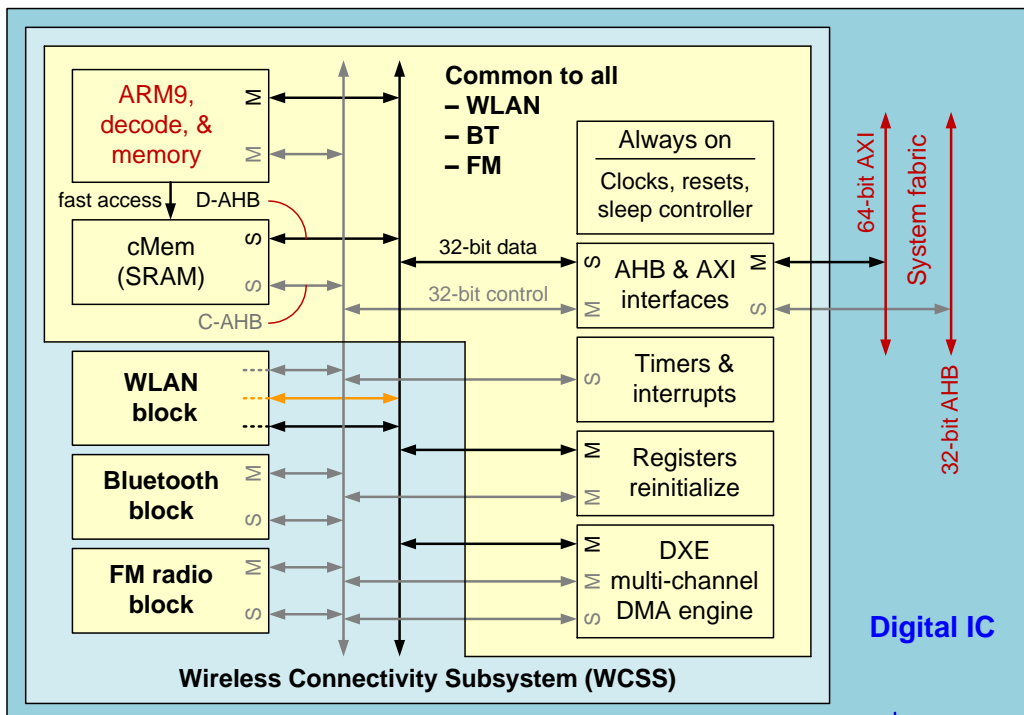 ARM9,
decode, &
memory
M
M
fast access
D-AHB
cMem
(SRAM)
S
S
C-AHB
Common to all
– WLAN
– BT
– FM
Always on
Clocks, resets,
sleep controller
32-bit data
32-bit control
S
M
AHB & AXI
interfaces
M
S
64-bit AXI
System fabric
32-bit AHB
WLAN
block
Timers &
interrupts
S
Bluetooth
block
M
S
Registers
reinitialize
M
M
FM radio
block
M
S
DXE
multi-channel
DMA engine
M
M
S
Digital IC
Wireless Connectivity Subsystem (WCSS)